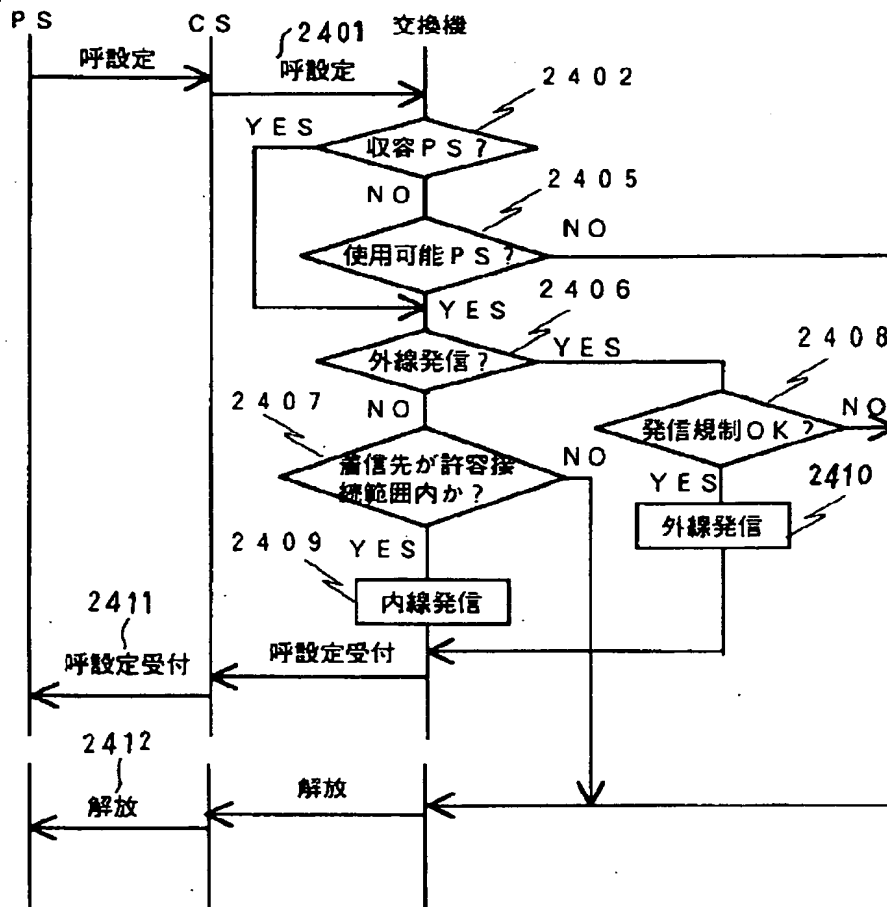 PS
CS
交換機
呼設定
2401
呼設定
2402
YES
収容PS?
NO
2405
使用可能PS?
NO
YES
2406
外線発信?
YES
2408
NO
2407
発信規制OK?
NO
着信先が許容接
続範囲内か?
NO
YES
2410
外線発信
2409
YES
内線発信
2411
呼設定受付
呼設定受付
2412
解放
解放